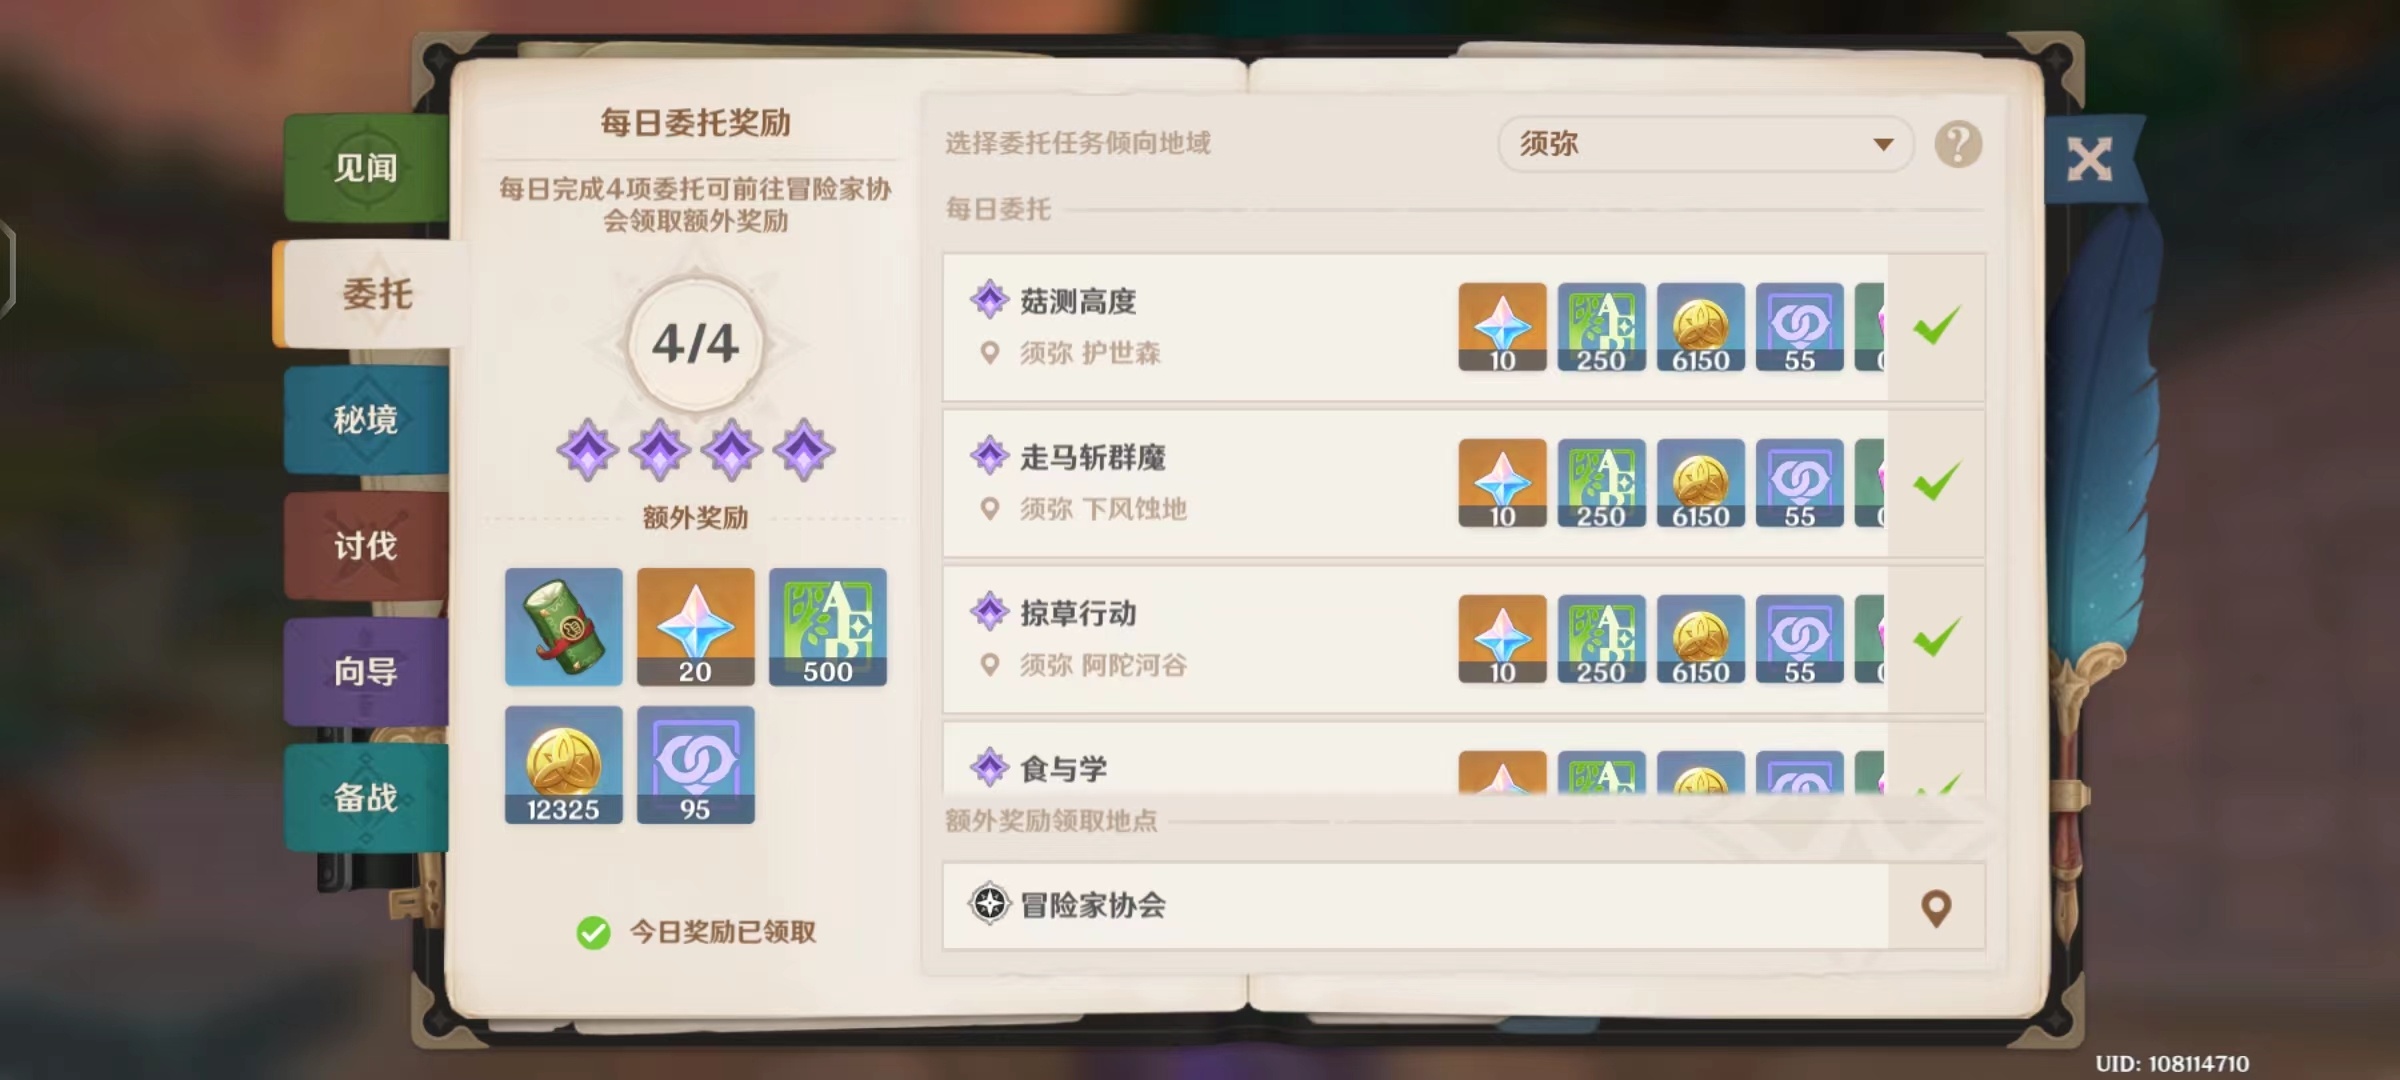 见闻
委托
秘境
讨伐
向导
备战
每日委托奖励
每日完成4项委托可前往冒险家协
会领取额外奖励
4/4
额外奖励
20
500
12325
95
今日奖励已领取
选择委托任务倾向地域
须弥
?
每日委托
菇测高度
须弥 护世森
10
250
6150
55
走马斩群魔
须弥 下风蚀地
10
250
6150
55
掠草行动
须弥 阿陀河谷
10
250
6150
55
食与学
额外奖励领取地点
冒险家协会
UID: 108114710